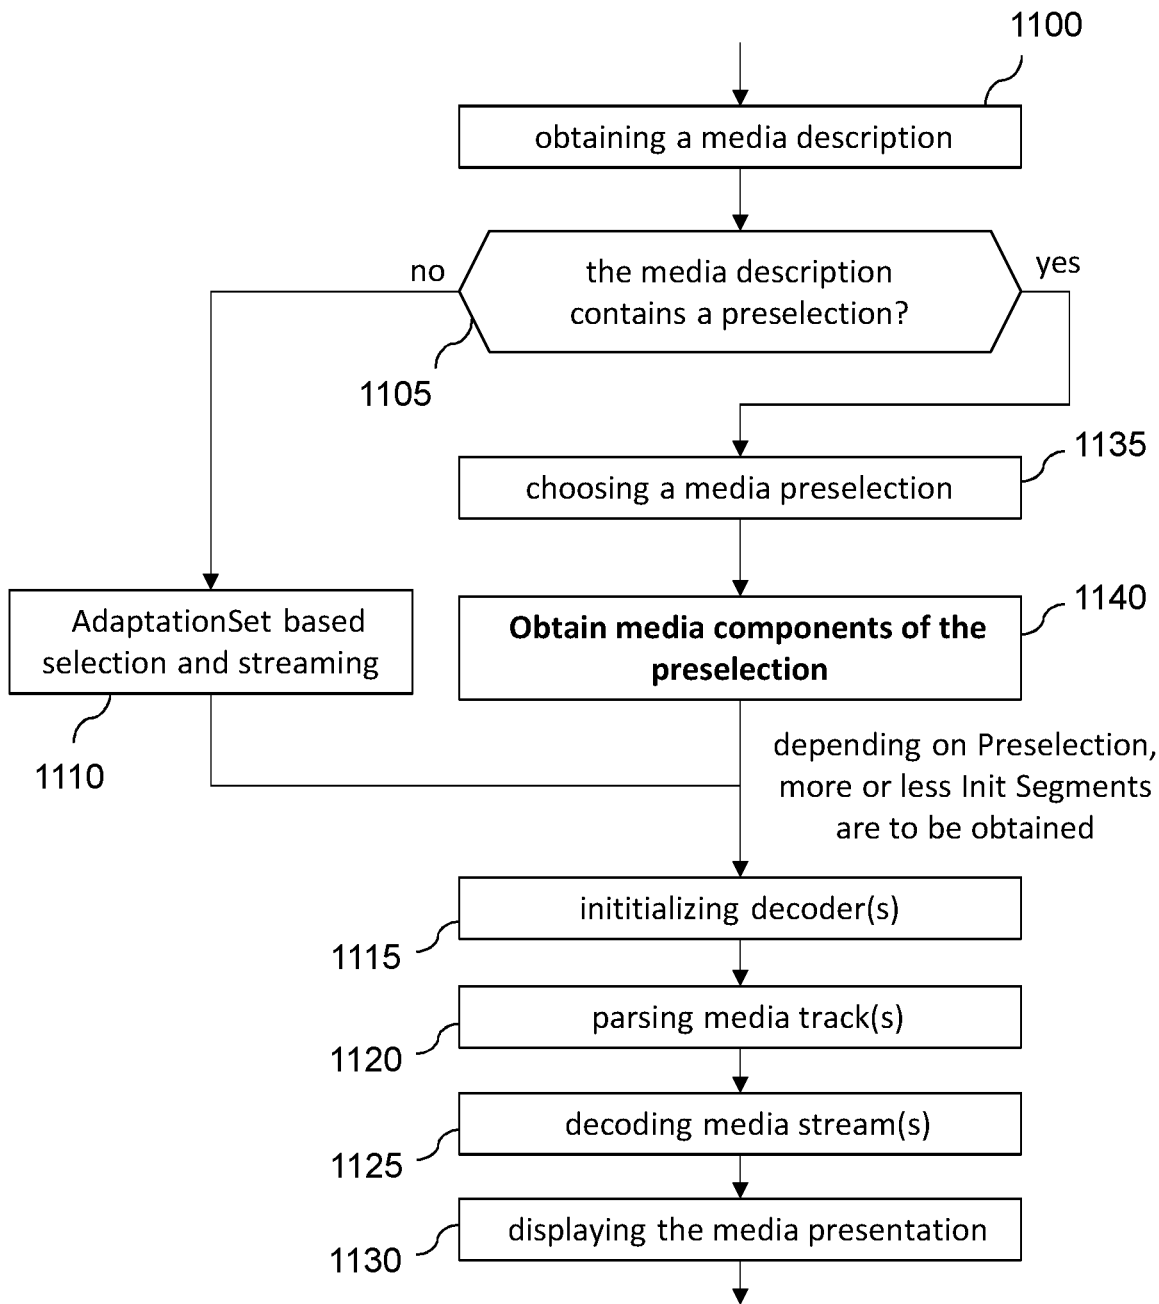 1100
obtaining a media description
no
the media description
yes
contains a preselection?
1105
1135
choosing a media preselection
1140
AdaptationSet based
selection and streaming
Obtain media components of the
preselection
1110
depending on Preselection,
more or less Init Segments
are to be obtained
inititializing decoder(s)
1115
parsing media track(s)
1120
decoding media stream(s)
1125
displaying the media presentation
1130